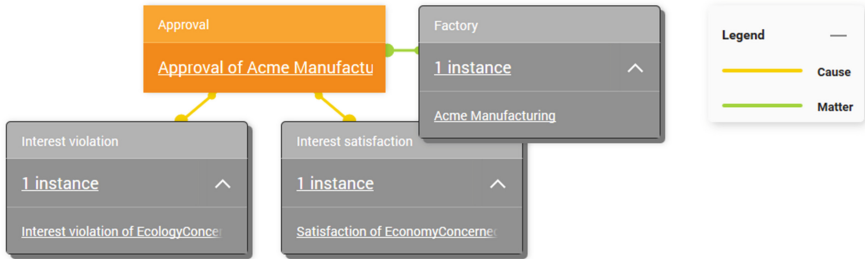 Approval
Approval of Acme Manufactu
Factory
1 instance
Acme Manufacturing
Interest violation
1 instance
Interest violation of EcologyConce
Interest satisfaction
1 instance
Satisfaction of EconomyConcerne
Legend
Cause
Matter